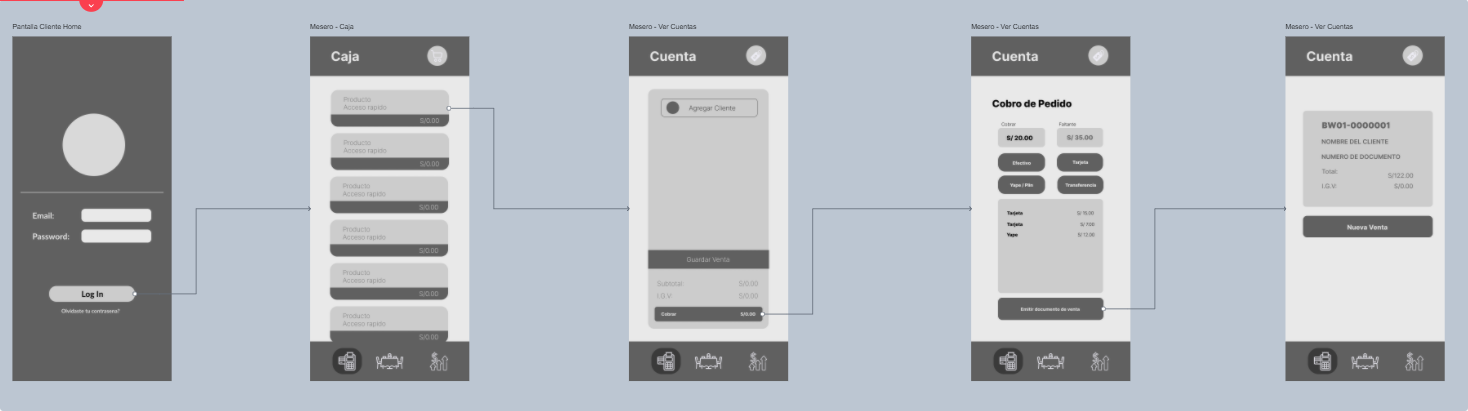 Pantalla Cliente Home
Email:
Password:
Log In
Olvidaste tu contrasena?
Mesero - Caja
Caja
Producto
Acceso rapido
S/0.00
Producto
Acceso rapido
S/0.00
Producto
Acceso rapido
S/0.00
Producto
Acceso rapido
S/0.00
Producto
Acceso rapido
S/0.00
Producto
Acceso rapido
S/0.00
Mesero - Ver Cuentas
Cuenta
Agregar Cliente
Guardar Venta
Subtotal: S/0.00
I.G.V. S/0.00
Cobrar S/0.00
Mesero - Ver Cuentas
Cuenta
Cobro de Pedido
Cobrar Faltante
S/ 20.00 S/ 35.00
Efectivo Tarjeta
Yape / Plin Transferencia
Tarjeta S/ 15.00
Tarjeta S/ 7.00
Yape S/ 13.00
Emitir documento de venta
Mesero - Ver Cuentas
Cuenta
BW01-0000001
NOMBRE DEL CLIENTE
NUMERO DE DOCUMENTO
Total: S/122.00
I.G.V: S/0.00
Nueva Venta